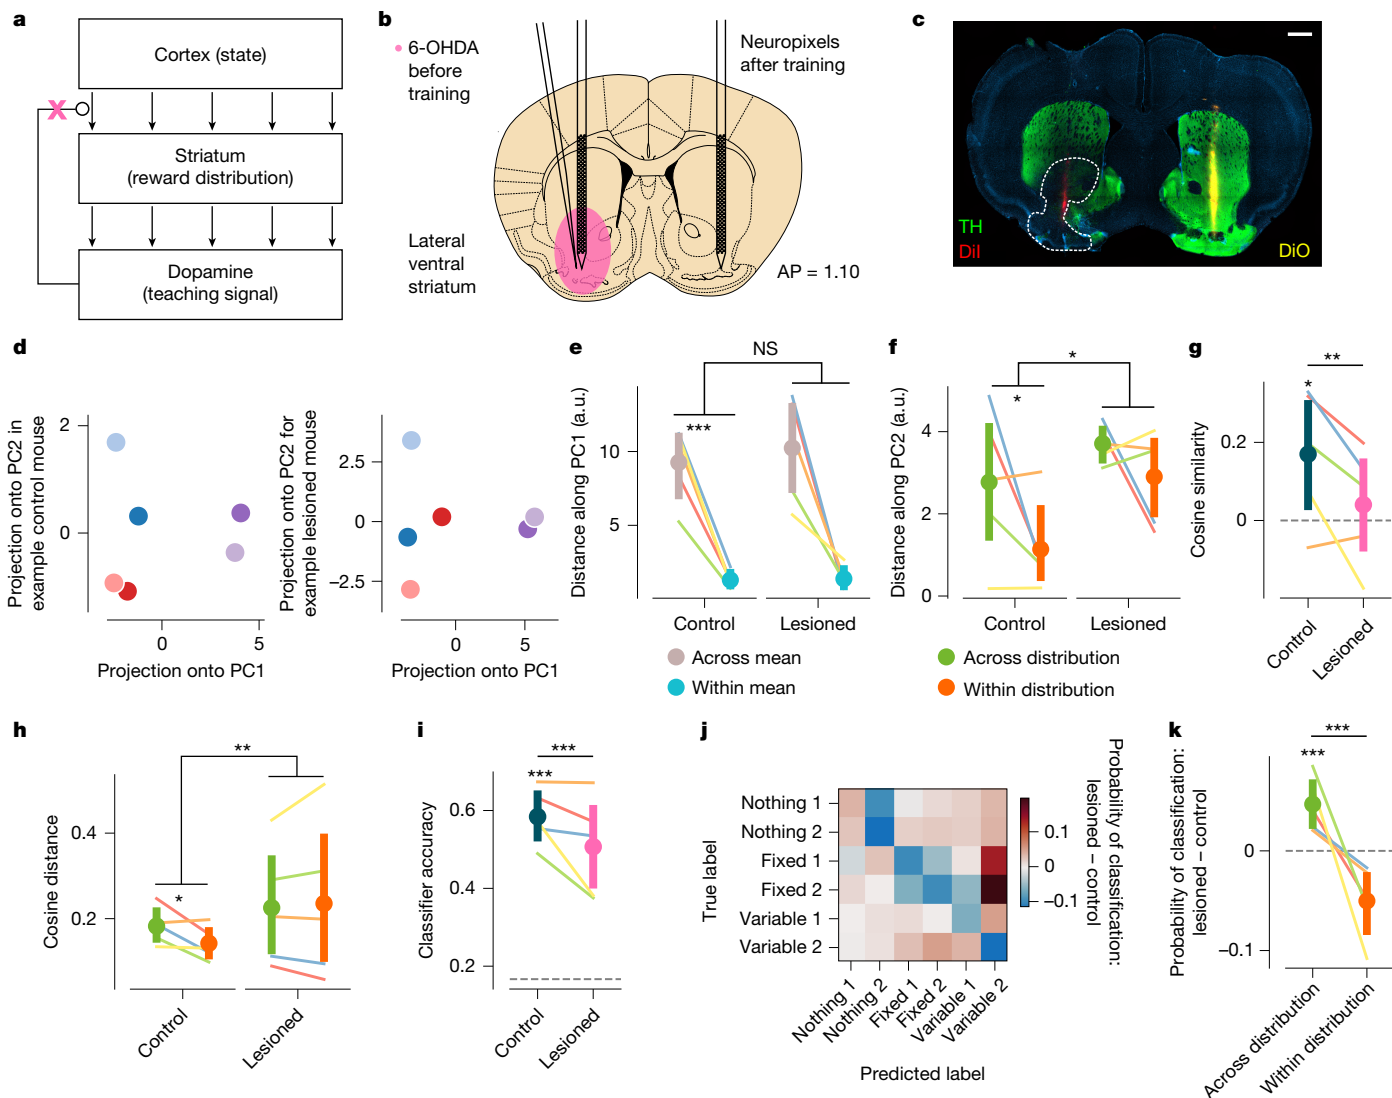 a
Cortex (state)
X
Striatum
(reward distribution)
Dopamine
(teaching signal)
b
6-OHDA
before
training
Neuropixels
after training
Lateral
ventral
striatum
AP = 1.10
c
TH
DiI
DiO
d
Projection onto PC2 in
example control mouse
2
0
0
5
Projection onto PC1
Projection onto PC2 for
example lesioned mouse
2.5
0
−2.5
0
5
Projection onto PC1
e
NS
Distance along PC1 (a.u.)
10
5
***
Control
Lesioned
Across mean
Within mean
f
*
Distance along PC2 (a.u.)
4
2
0
*
Control
Lesioned
Across distribution
Within distribution
g
**
*
Cosine similarity
0.2
0
Control
Lesioned
h
**
Cosine distance
0.4
0.2
*
Control
Lesioned
i
***
***
Classifier accuracy
0.6
0.4
0.2
Control
Lesioned
j
True label
Nothing 1
Nothing 2
Fixed 1
Fixed 2
Variable 1
Variable 2
Nothing 1
Nothing 2
Fixed 1
Fixed 2
Variable 1
Variable 2
Predicted label
0.1
0
−0.1
Probability of classification:
lesioned − control
k
***
***
Probability of classification:
lesioned − control
0
−0.1
Across distribution
Within distribution